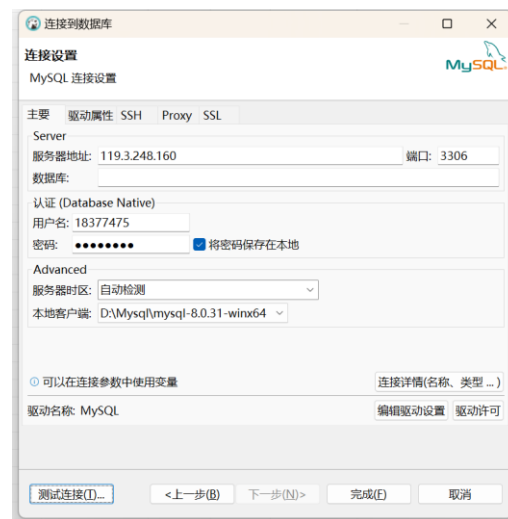 连接到数据库
连接设置
MySQL 连接设置
MySQL
主要 驱动属性 SSH Proxy SSL
Server
服务器地址: 119.3.248.160 端口: 3306
数据库:
认证 (Database Native)
用户名: 18377475
密码: ●●●●●●●● 将密码保存在本地
Advanced
服务器时区: 自动检测
本地客户端: D:\Mysql\mysql-8.0.31-winx64
可以在连接参数中使用变量 连接详情(名称、类型 ... )
驱动名称: MySQL 编辑驱动设置 驱动许可
测试连接(T)... <上一步(B) 下一步(N)> 完成(F) 取消